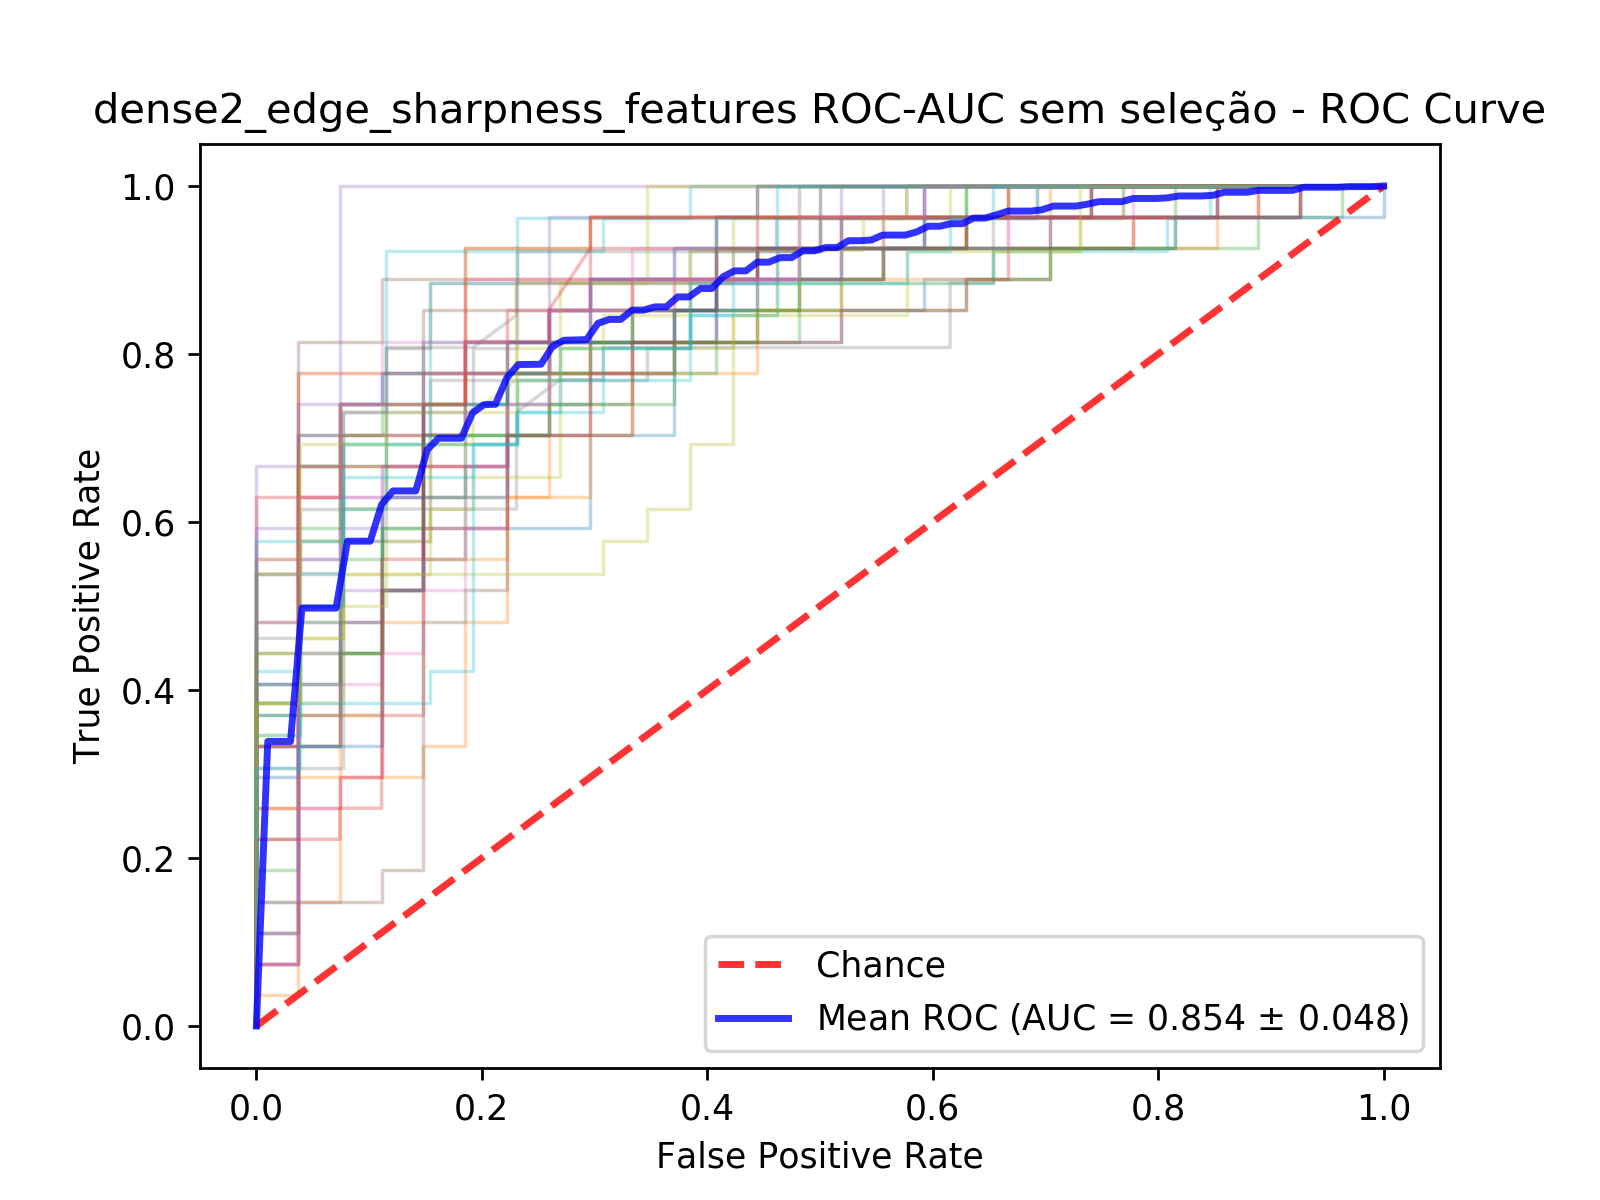 dense2_edge_sharpness_features ROC-AUC sem seleção - ROC Curve
1.0
0.8
0.6
0.4
0.2
0.0
True Positive Rate
Chance
Mean ROC (AUC = 0.854 ± 0.048)
0.0 0.2 0.4 0.6 0.8 1.0
False Positive Rate